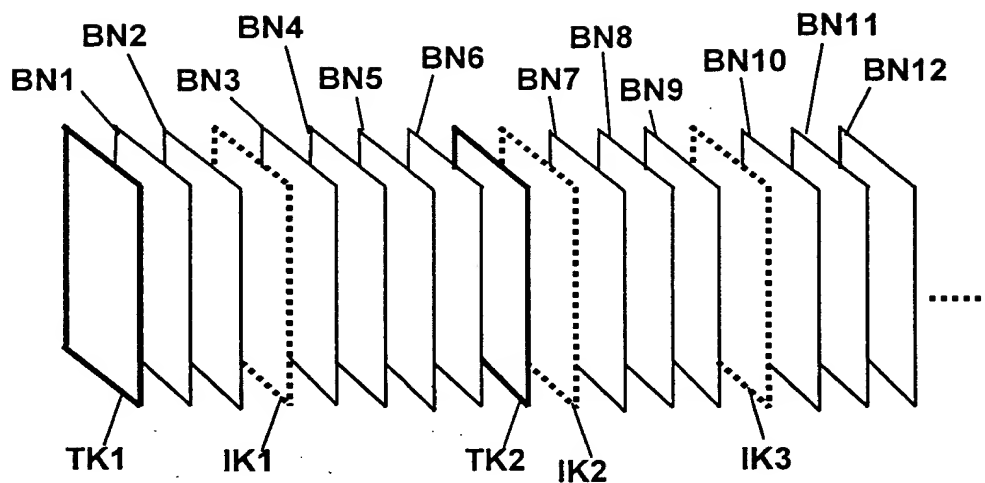 BN1
BN2
BN3
BN4
BN5
BN6
BN7
BN8
BN9
BN10
BN11
BN12
TK1
IK1
TK2
IK2
IK3